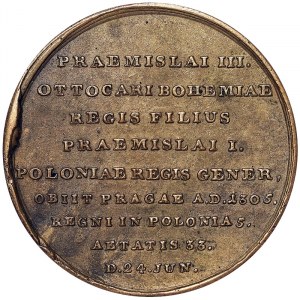 PRAEMISLAI III.
OTTOCARI BOHEMIAE
REGIS FILIUS
PRAEMISLAI I.
POLONIAE REGIS GENER,
OBIIT PRAGAE A.D. 1305.
REGNI IN POLONIA 5.
AETATIS 33.
D. 24 JUN.